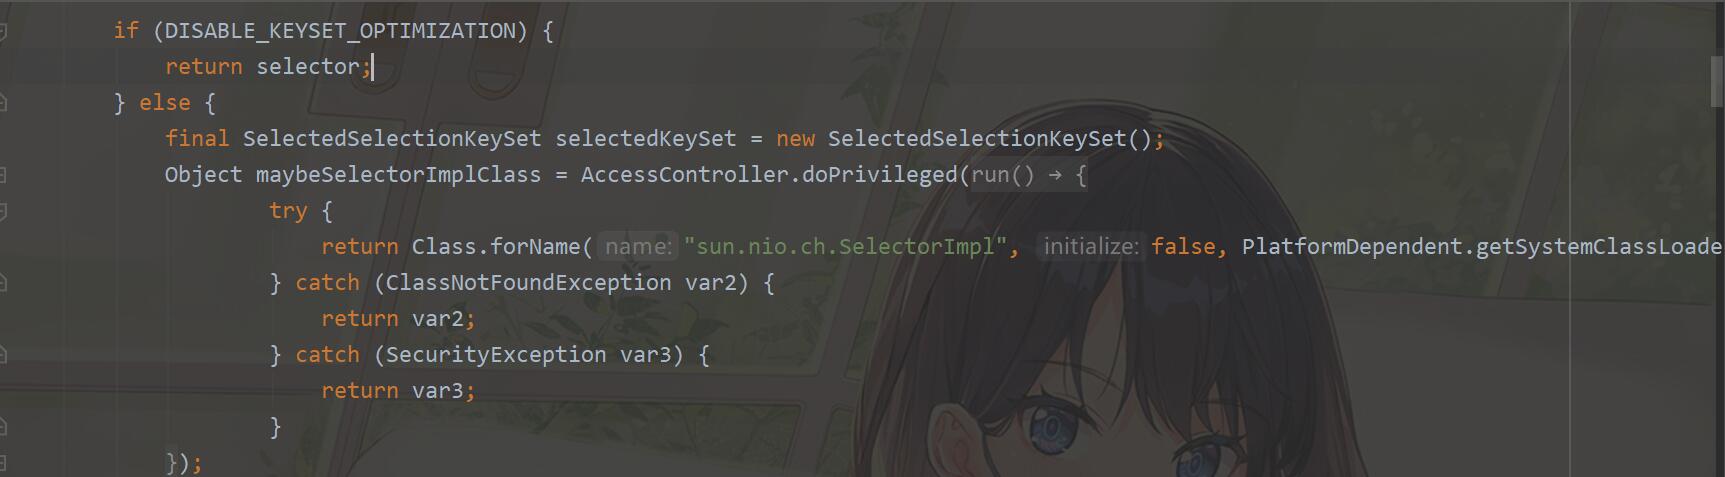 if (DISABLE_KEYSET_OPTIMIZATION) {
return selector;
} else {
final SelectedSelectionKeySet selectedKeySet = new SelectedSelectionKeySet();
Object maybeSelectorImplClass = AccessController.doPrivileged(run() → {
try {
return Class.forName( name: "sun.nio.ch.SelectorImpl", initialize: false, PlatformDependent.getSystemClassLoade
} catch (ClassNotFoundException var2) {
return var2;
} catch (SecurityException var3) {
return var3;
}
});